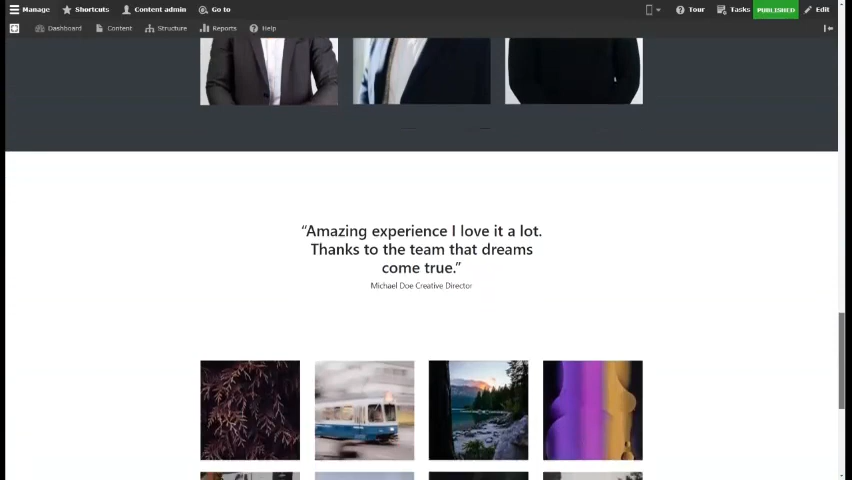 Manage Shortcuts Content admin Go to Tour Tasks PUBLISHED Edit
Dashboard Content Structure Reports Help
“Amazing experience I love it a lot.
Thanks to the team that dreams
come true.”
Michael Doe Creative Director